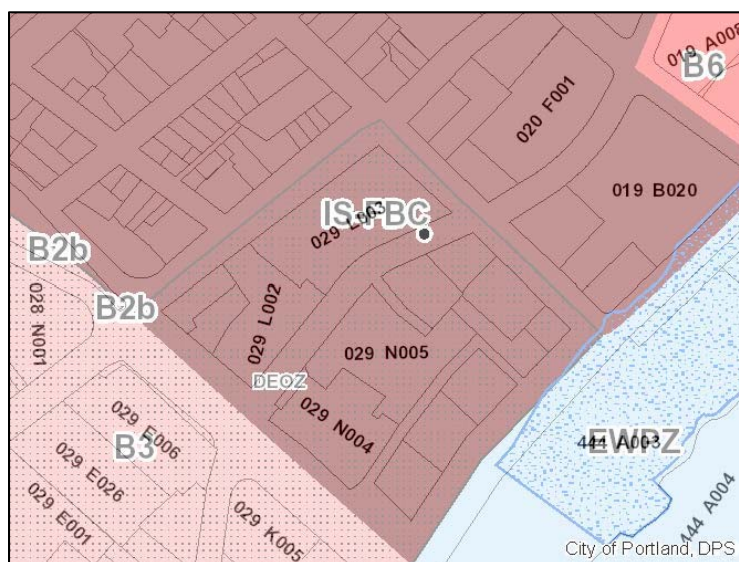 019 A008
B6
020 F001
019 B020
IS-FBC
029 L003
B2b
B2b
028 N001
029 L002
029 N005
DEOZ
029 N004
029 E006
B3
029 E026
029 E001
029 K005
444 A003
EWPZ
444 A004
City of Portland, DPS